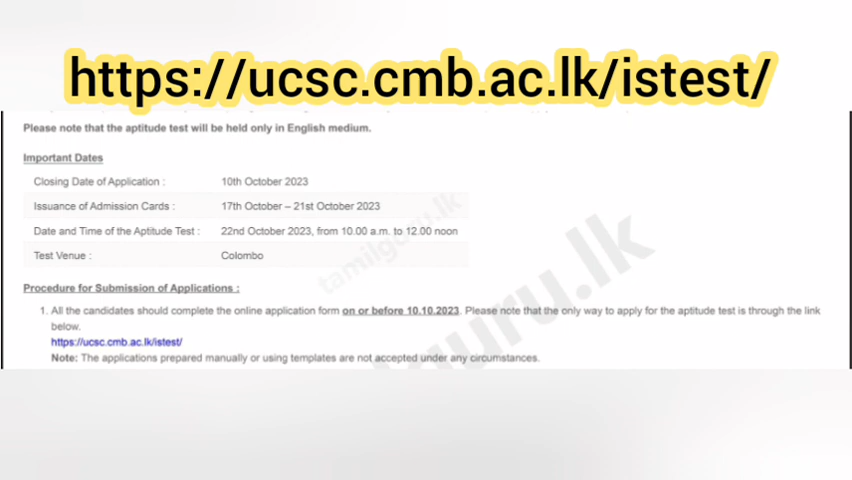 https://ucsc.cmb.ac.lk/istest/
Please note that the aptitude test will be held only in English medium.
Important Dates
Closing Date of Application : 10th October 2023
Issuance of Admission Cards : 17th October – 21st October 2023
Date and Time of the Aptitude Test : 22nd October 2023, from 10.00 a.m. to 12.00 noon
Test Venue : Colombo
tamilguru.lk
Procedure for Submission of Applications :
1. All the candidates should complete the online application form on or before 10.10.2023. Please note that the only way to apply for the aptitude test is through the link
below.
https://ucsc.cmb.ac.lk/istest/
Note: The applications prepared manually or using templates are not accepted under any circumstances.